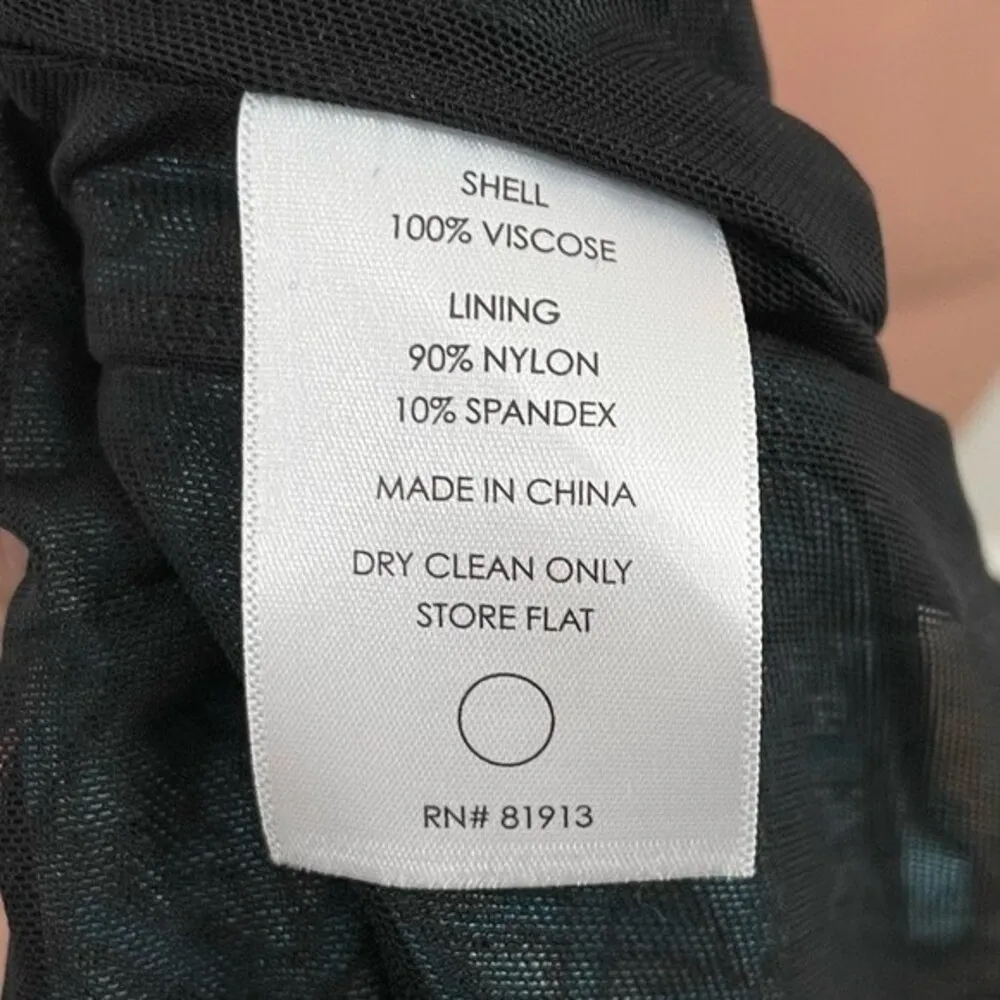 SHELL
100% VISCOSE
LINING
90% NYLON
10% SPANDEX
MADE IN CHINA
DRY CLEAN ONLY
STORE FLAT
RN# 81913